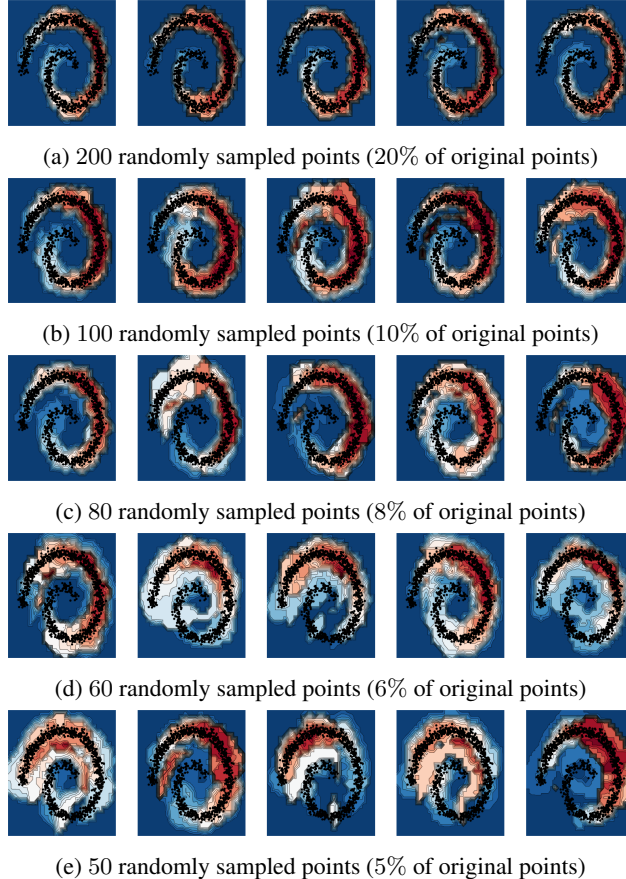 (a) 200 randomly sampled points (20% of original points)
(b) 100 randomly sampled points (10% of original points)
(c) 80 randomly sampled points (8% of original points)
(d) 60 randomly sampled points (6% of original points)
(e) 50 randomly sampled points (5% of original points)